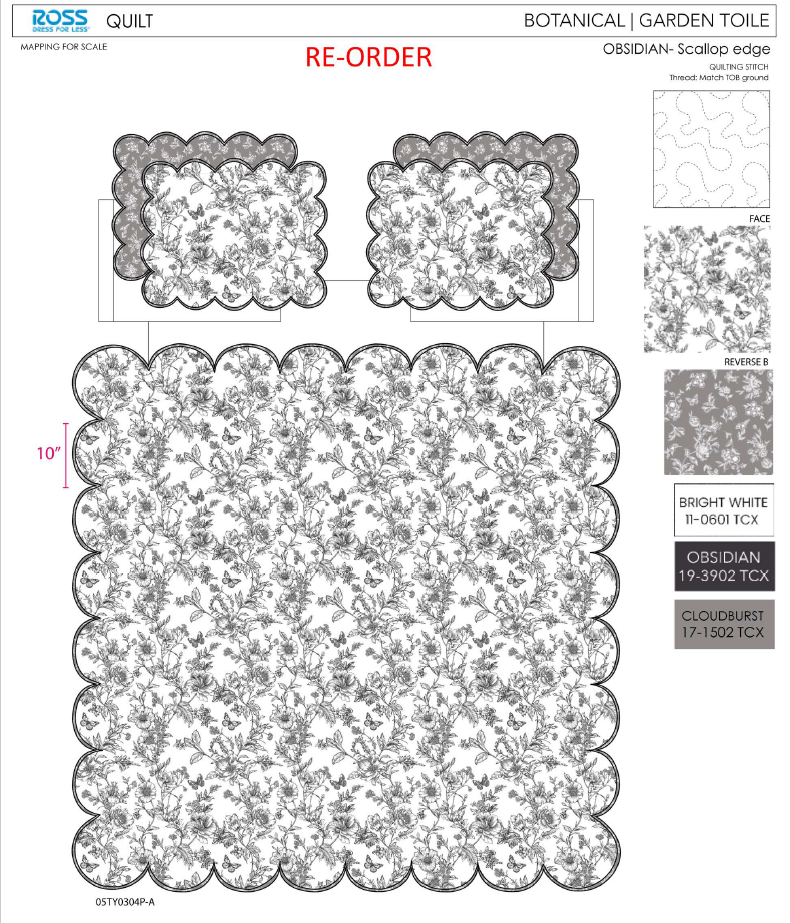 ROSS
DRESS FOR LESS
QUILT
BOTANICAL | GARDEN TOILE
MAPPING FOR SCALE
RE-ORDER
OBSIDIAN- Scallop edge
QUILTING STITCH
Thread: Match TOB ground
FACE
REVERSE B
10"
BRIGHT WHITE
11-0601 TCX
OBSIDIAN
19-3902 TCX
CLOUDBURST
17-1502 TCX
05TY0304P-A